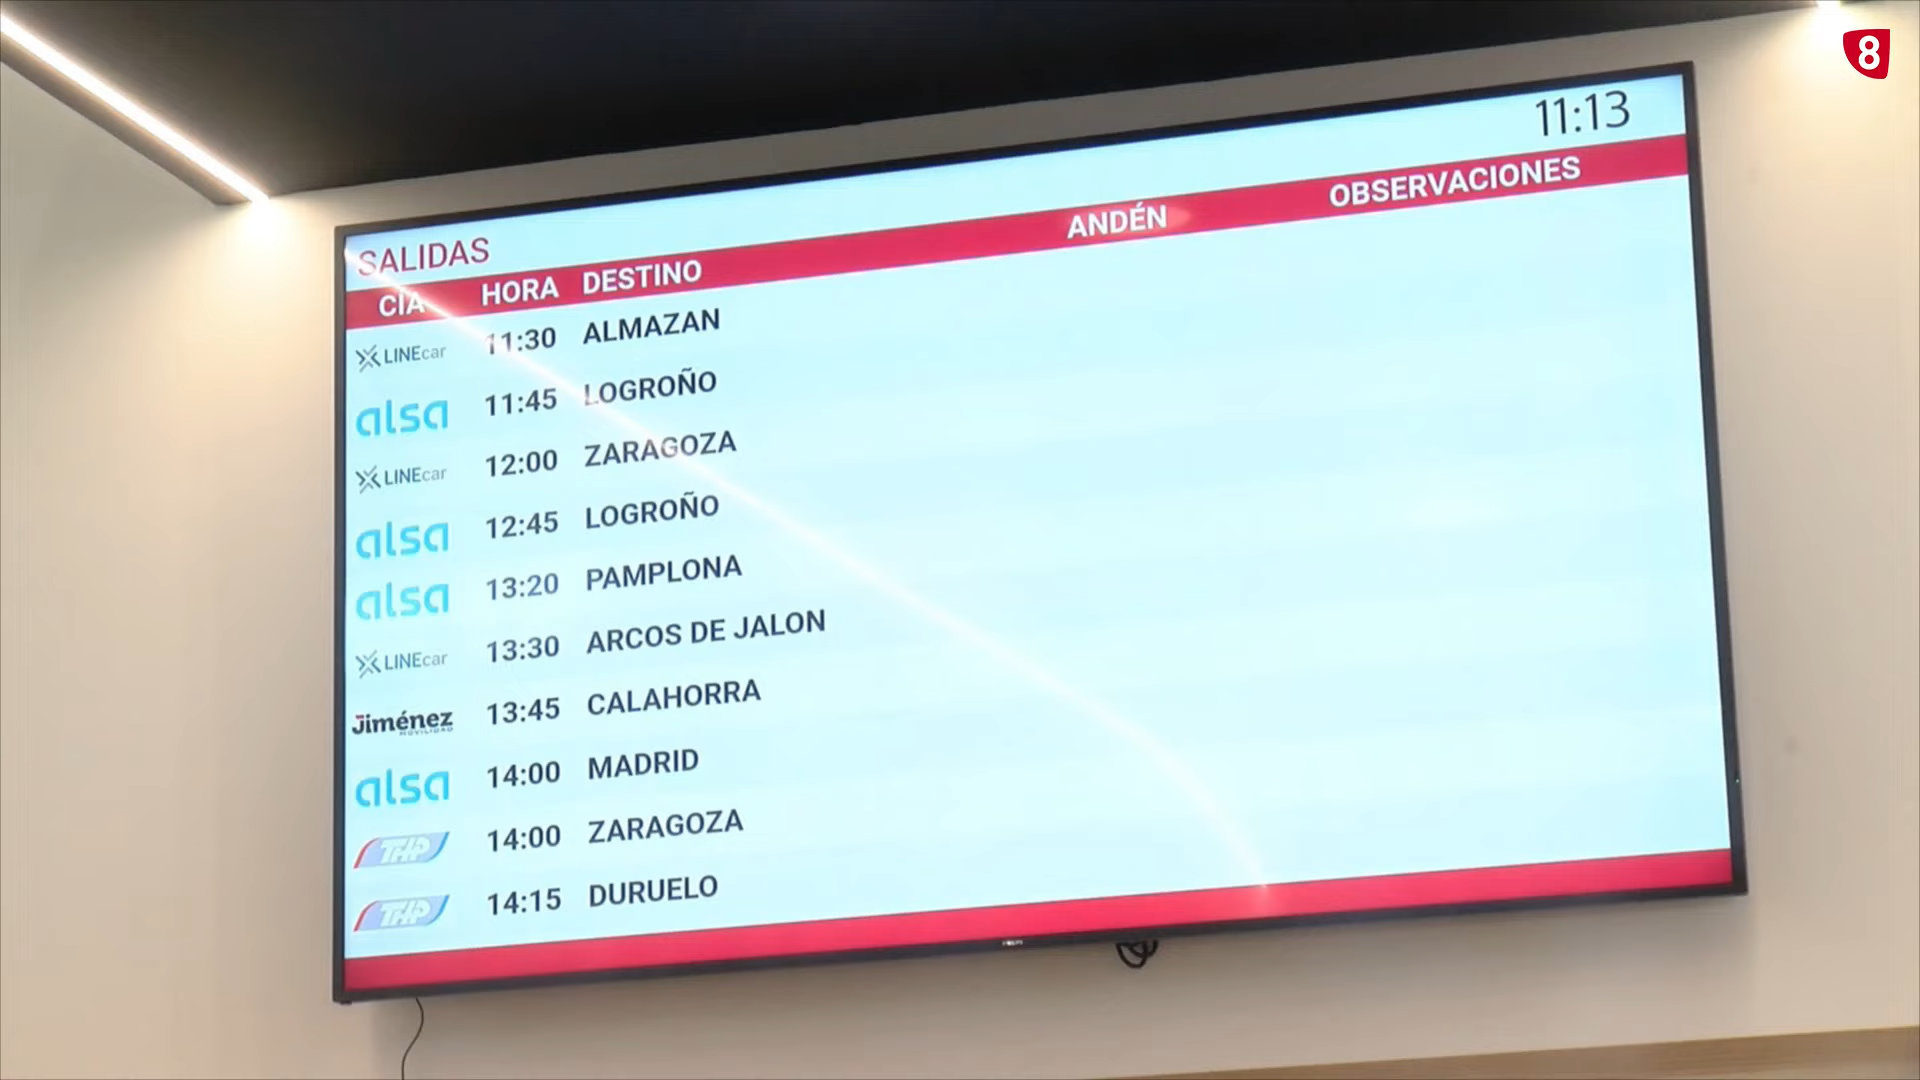 8
11:13
SALIDAS
CÍA HORA DESTINO ANDÉN OBSERVACIONES
LINEcar 11:30 ALMAZAN
alsa 11:45 LOGROÑO
LINEcar 12:00 ZARAGOZA
alsa 12:45 LOGROÑO
alsa 13:20 PAMPLONA
LINEcar 13:30 ARCOS DE JALON
Jiménez MOVILIDAD 13:45 CALAHORRA
alsa 14:00 MADRID
THP 14:00 ZARAGOZA
THP 14:15 DURUELO